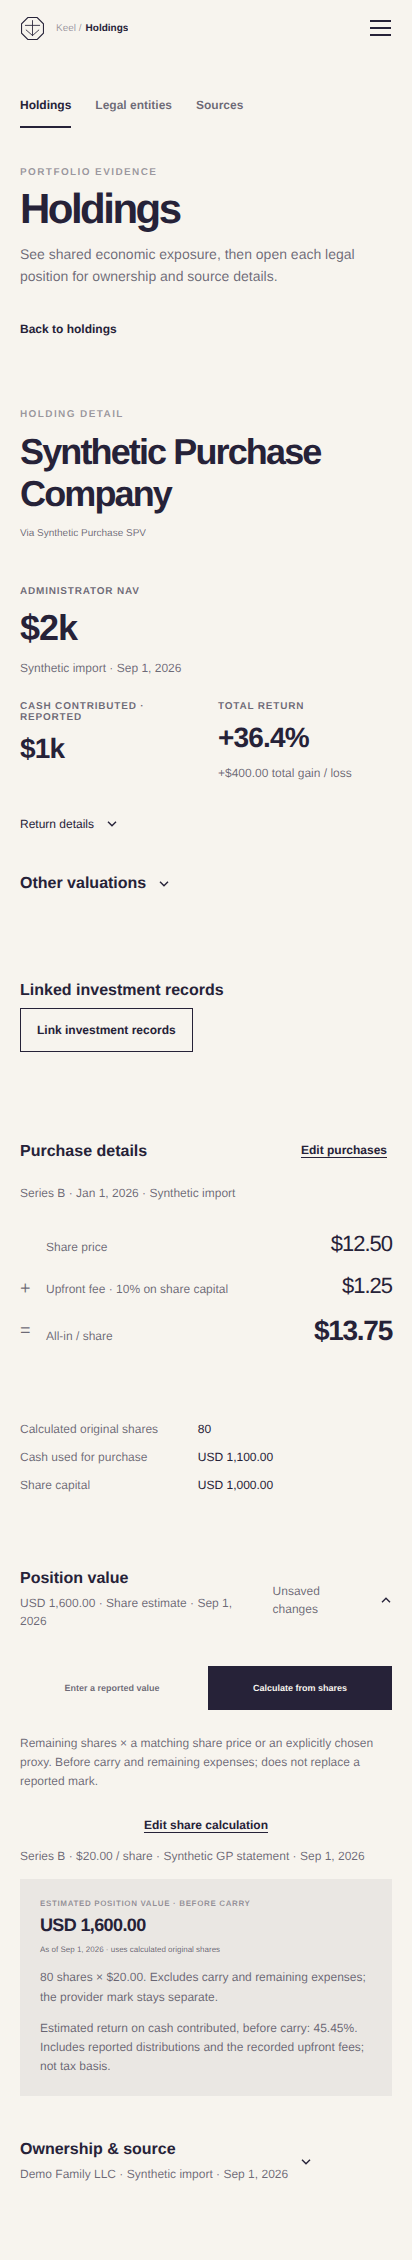 Keel / Holdings
Holdings Legal entities Sources
PORTFOLIO EVIDENCE
Holdings
See shared economic exposure, then open each legal
position for ownership and source details.
Back to holdings
HOLDING DETAIL
Synthetic Purchase
Company
Via Synthetic Purchase SPV
ADMINISTRATOR NAV
$2k
Synthetic import · Sep 1, 2026
CASH CONTRIBUTED ·
REPORTED
$1k
TOTAL RETURN
+36.4%
+$400.00 total gain / loss
Return details
Other valuations
Linked investment records
Link investment records
Purchase details Edit purchases
Series B · Jan 1, 2026 · Synthetic import
Share price $12.50
+ Upfront fee · 10% on share capital $1.25
= All-in / share $13.75
Calculated original shares 80
Cash used for purchase USD 1,100.00
Share capital USD 1,000.00
Position value
USD 1,600.00 · Share estimate · Sep 1,
2026
Unsaved
changes
Enter a reported value Calculate from shares
Remaining shares × a matching share price or an explicitly chosen
proxy. Before carry and remaining expenses; does not replace a
reported mark.
Edit share calculation
Series B · $20.00 / share · Synthetic GP statement · Sep 1, 2026
ESTIMATED POSITION VALUE · BEFORE CARRY
USD 1,600.00
As of Sep 1, 2026 · uses calculated original shares
80 shares × $20.00. Excludes carry and remaining expenses;
the provider mark stays separate.
Estimated return on cash contributed, before carry: 45.45%.
Includes reported distributions and the recorded upfront fees;
not tax basis.
Ownership & source
Demo Family LLC · Synthetic import · Sep 1, 2026